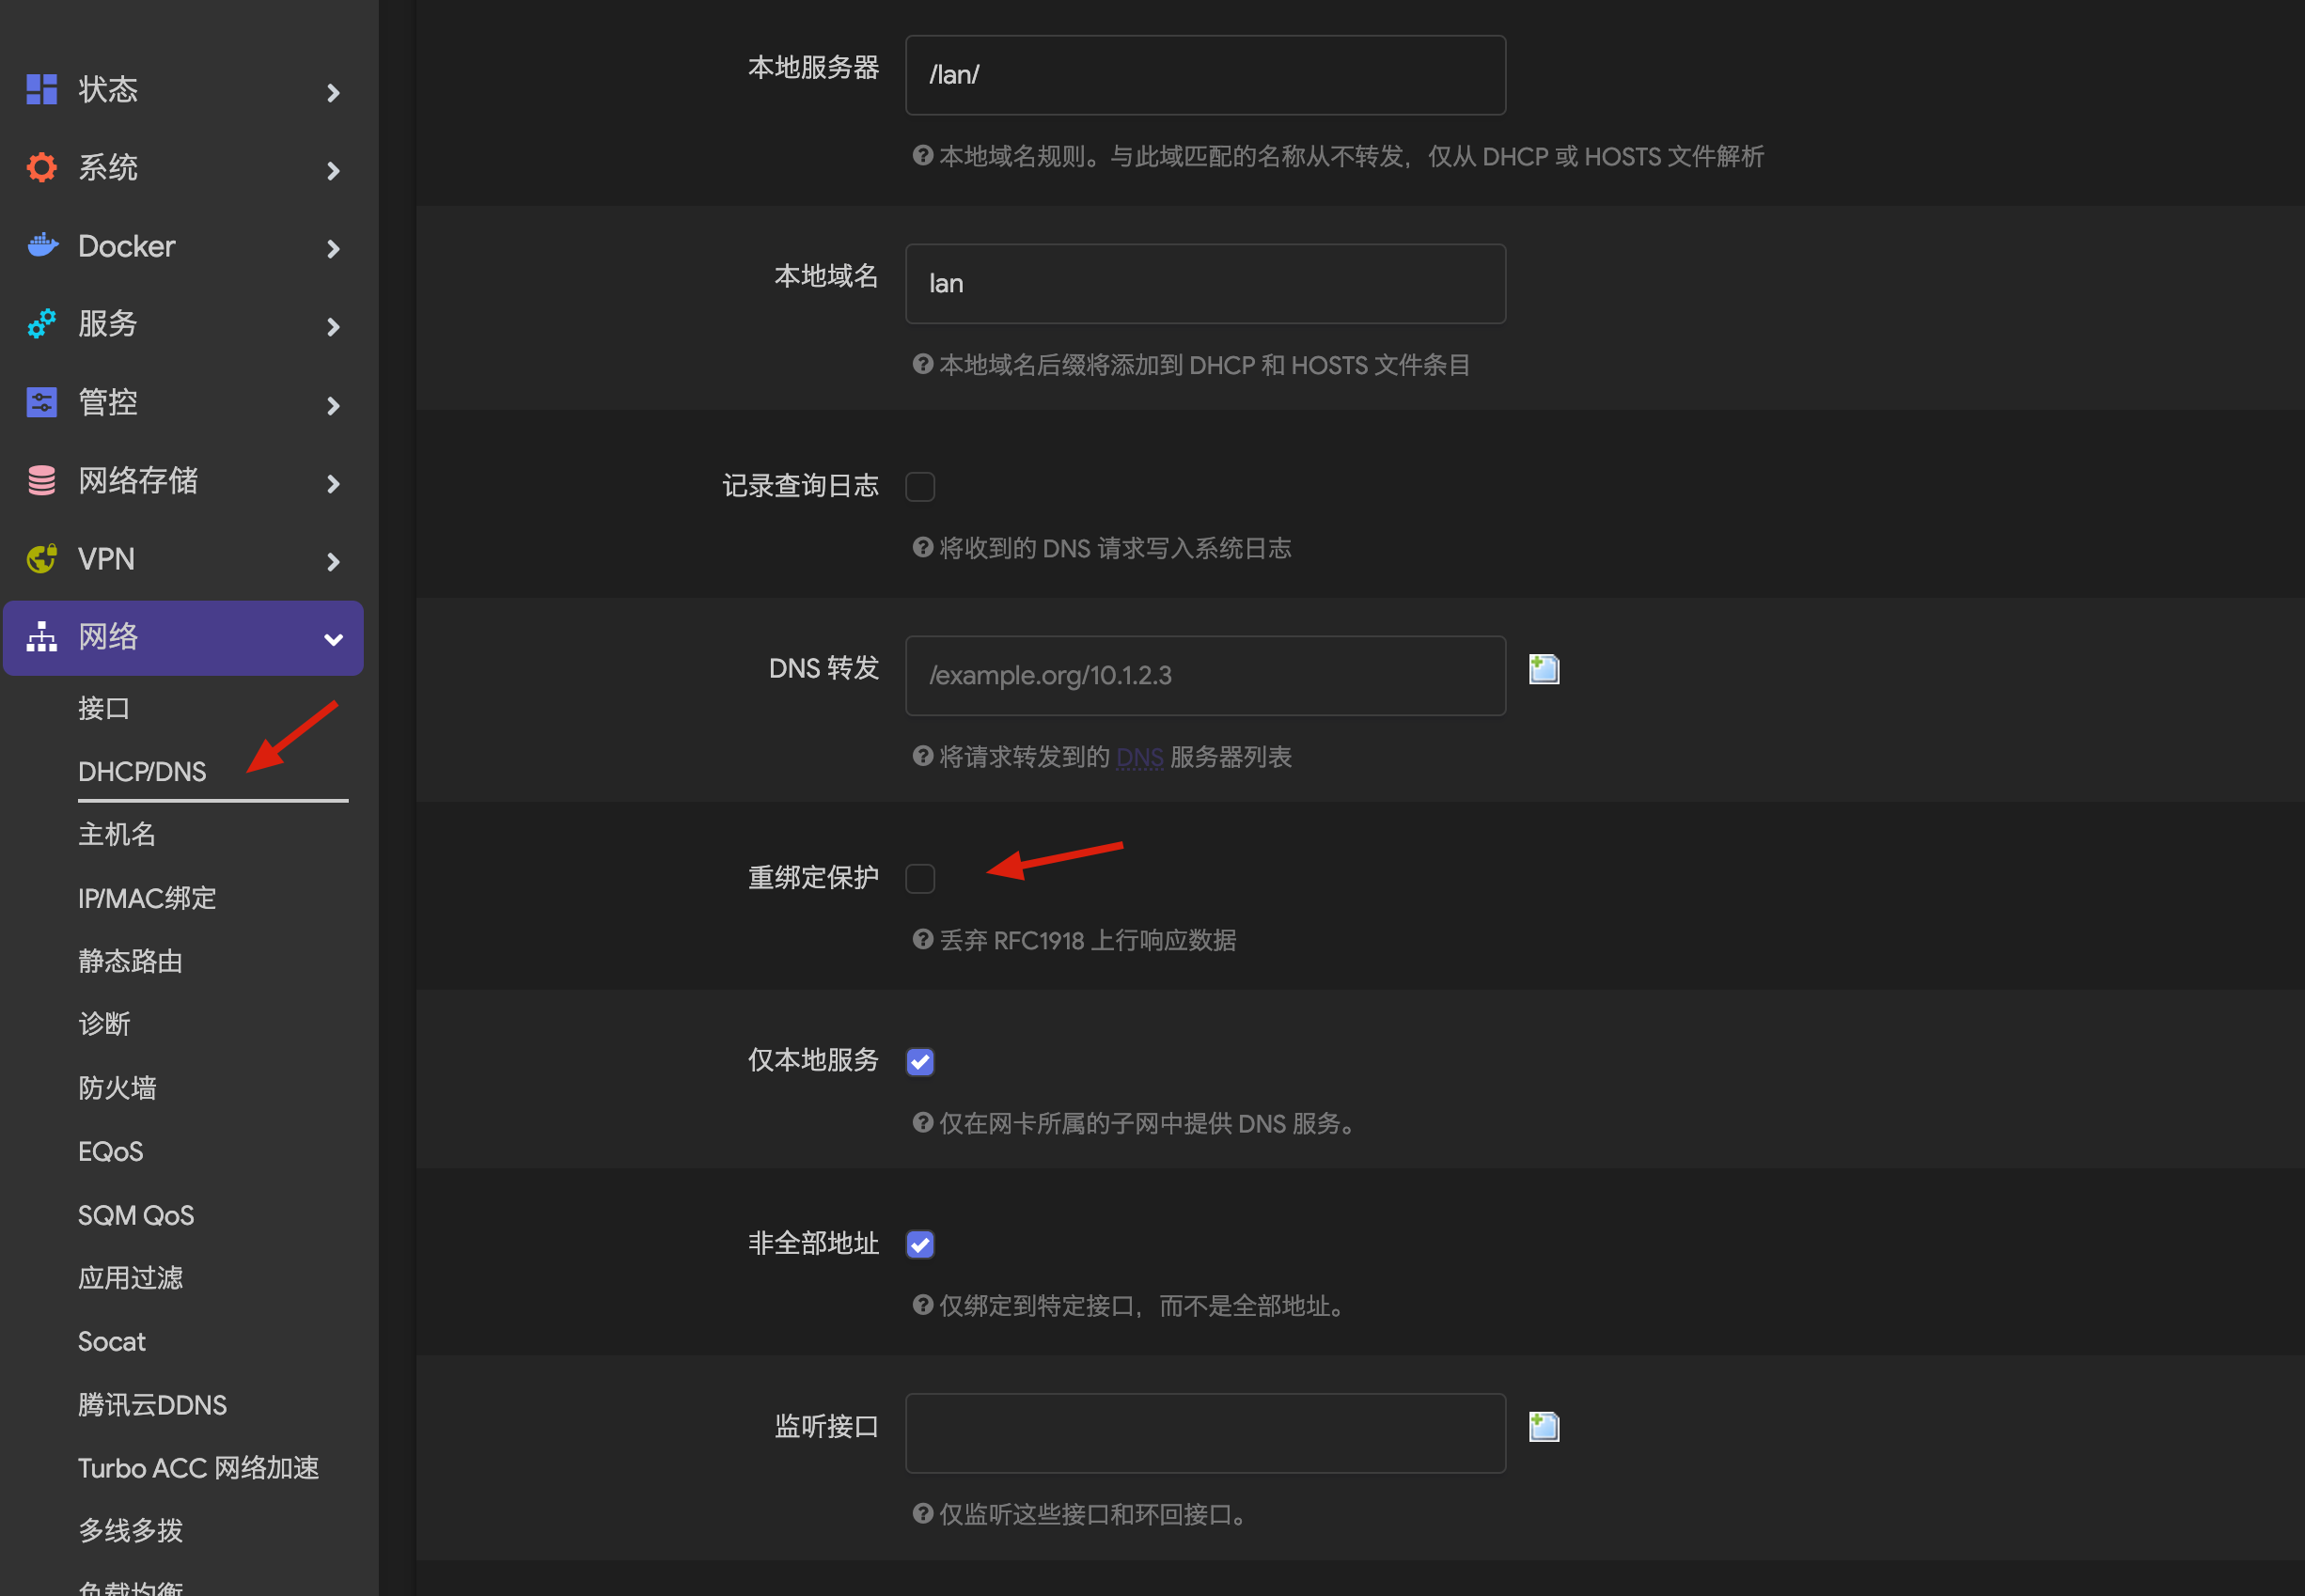 状态
系统
Docker
服务
管控
网络存储
VPN
网络
接口
DHCP/DNS
主机名
IP/MAC绑定
静态路由
诊断
防火墙
EQoS
SQM QoS
应用过滤
Socat
腾讯云DDNS
Turbo ACC 网络加速
多线多拨
负载均衡
本地服务器
/lan/
本地域名规则。与此域匹配的名称从不转发，仅从 DHCP 或 HOSTS 文件解析
本地域名
lan
本地域名后缀将添加到 DHCP 和 HOSTS 文件条目
记录查询日志
将收到的 DNS 请求写入系统日志
DNS 转发
/example.org/10.1.2.3
将请求转发到的 DNS 服务器列表
重绑定保护
丢弃 RFC1918 上行响应数据
仅本地服务
仅在网卡所属的子网中提供 DNS 服务。
非全部地址
仅绑定到特定接口，而不是全部地址。
监听接口
仅监听这些接口和环回接口。